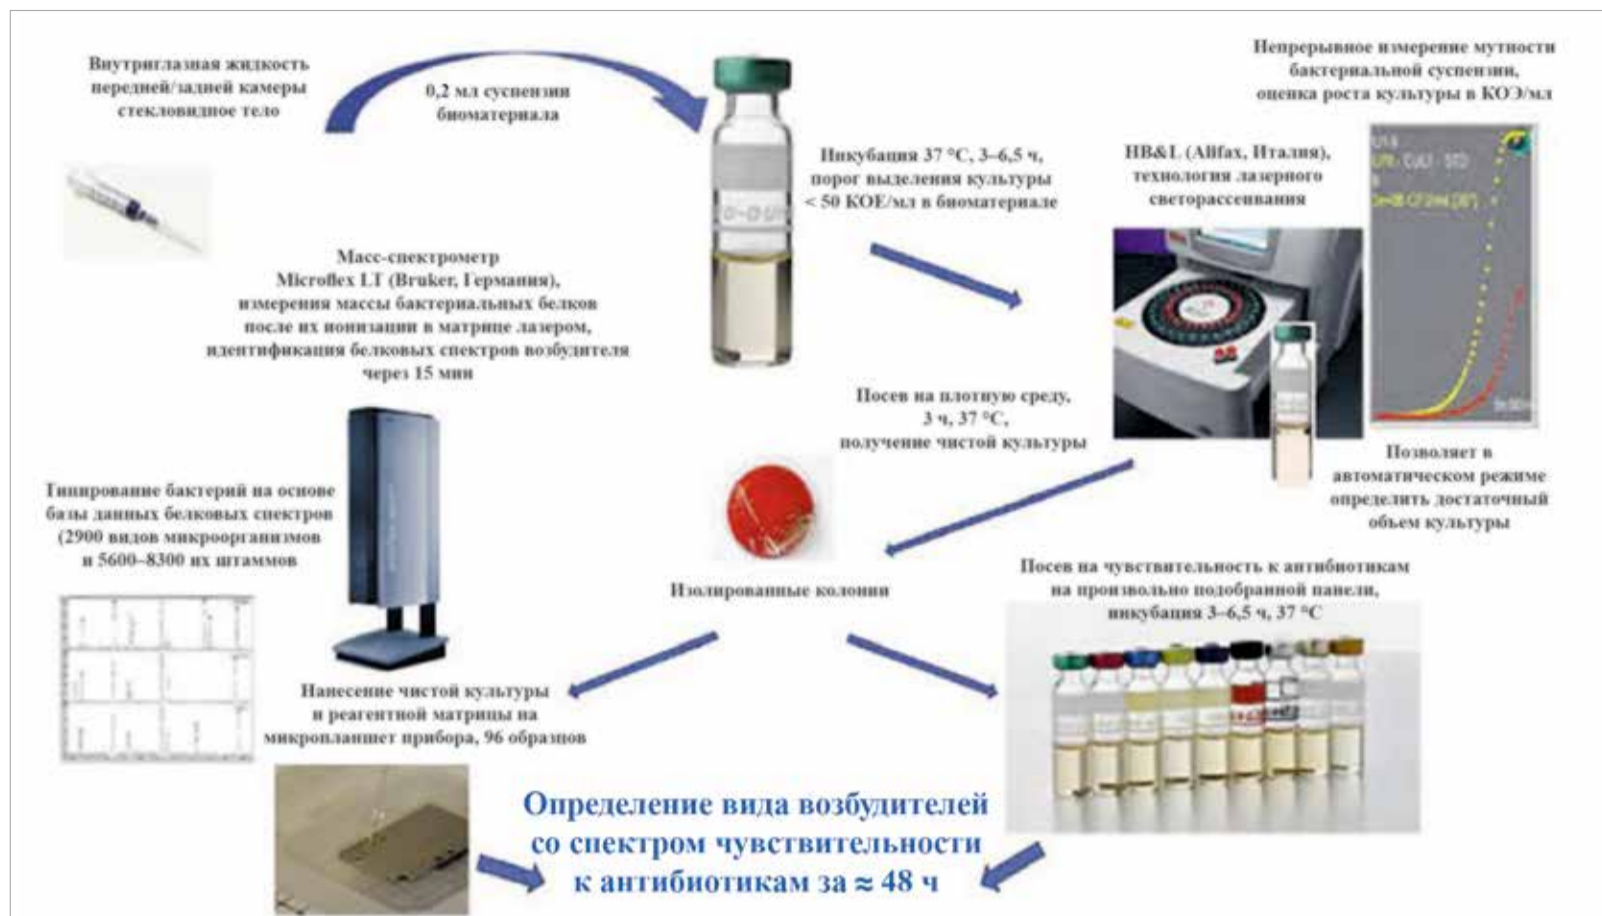 Внутриглазная жидкость
передней/задней камеры
стекловидное тело
0,2 мл суспензии
биоматериала
Инкубация 37 °C, 3–6,5 ч,
порог выделения культуры
< 50 КОЕ/мл в биоматериале
Непрерывное измерение мутности
бактериальной суспензии,
оценка роста культуры в КОЭ/мл
HB&L (Alifax, Италия),
технология лазерного
светорассеивания
Позволяет в
автоматическом режиме
определить достаточный
объем культуры
Посев на плотную среду,
3 ч, 37 °C,
получение чистой культуры
Изолированные колонии
Масс-спектрометр
Microflex LT (Bruker, Германия),
измерения массы бактериальных белков
после их ионизации в матрице лазером,
идентификация белковых спектров возбудителя
через 15 мин
Типирование бактерий на основе
базы данных белковых спектров
(2900 видов микроорганизмов
и 5600–8300 их штаммов
Нанесение чистой культуры
и реагентной матрицы на
микропланшет прибора, 96 образцов
Посев на чувствительность к антибиотикам
на произвольно подобранной панели,
инкубация 3–6,5 ч, 37 °C
Определение вида возбудителей
со спектром чувствительности
к антибиотикам за ≈ 48 ч